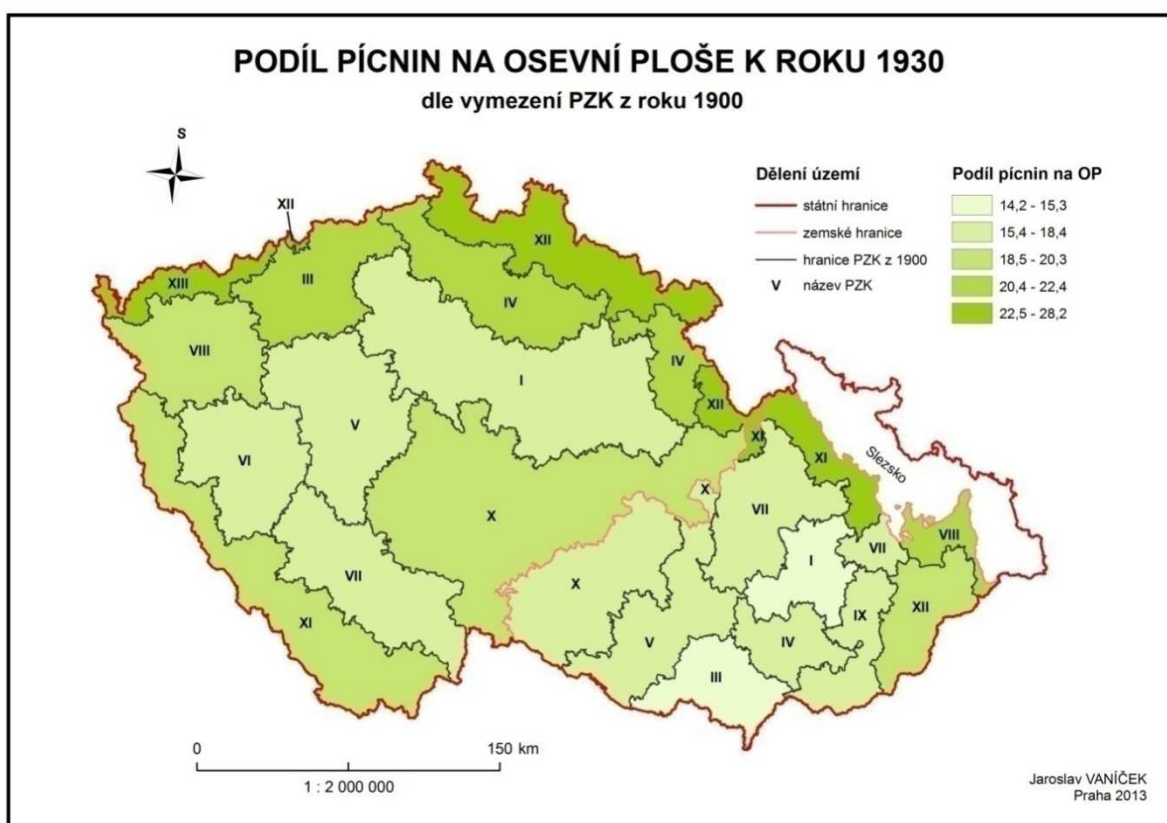 PODÍL PÍCNIN NA OSEVNÍ PLOŠE K ROKU 1930
dle vymezení PZK z roku 1900
S
Dělení území
státní hranice
zemské hranice
hranice PZK z 1900
V název PZK
Podíl pícnin na OP
14,2 - 15,3
15,4 - 18,4
18,5 - 20,3
20,4 - 22,4
22,5 - 28,2
XII
XII
XIII
III
IV
VIII
I
IV
XII
V
XI
VI
XI
Slezsko
X
X
VII
VII
I
VII
VIII
X
IX
XII
XI
V
IV
III
0 150 km
1 : 2 000 000
Jaroslav VANÍČEK
Praha 2013